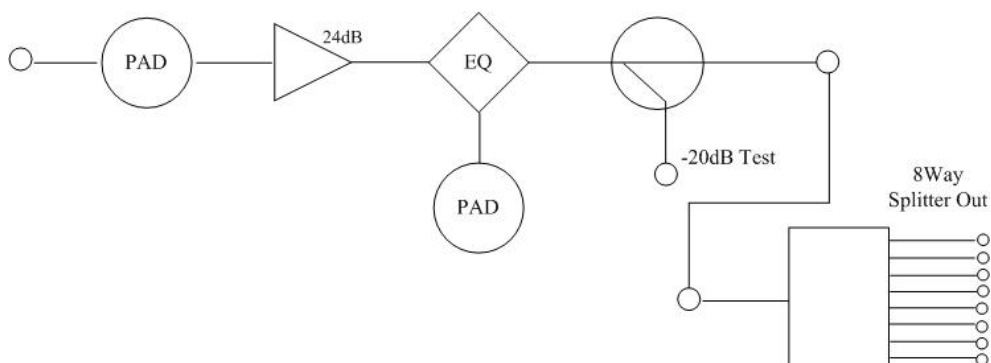 PAD
24dB
EQ
PAD
-20dB Test
8Way
Splitter Out